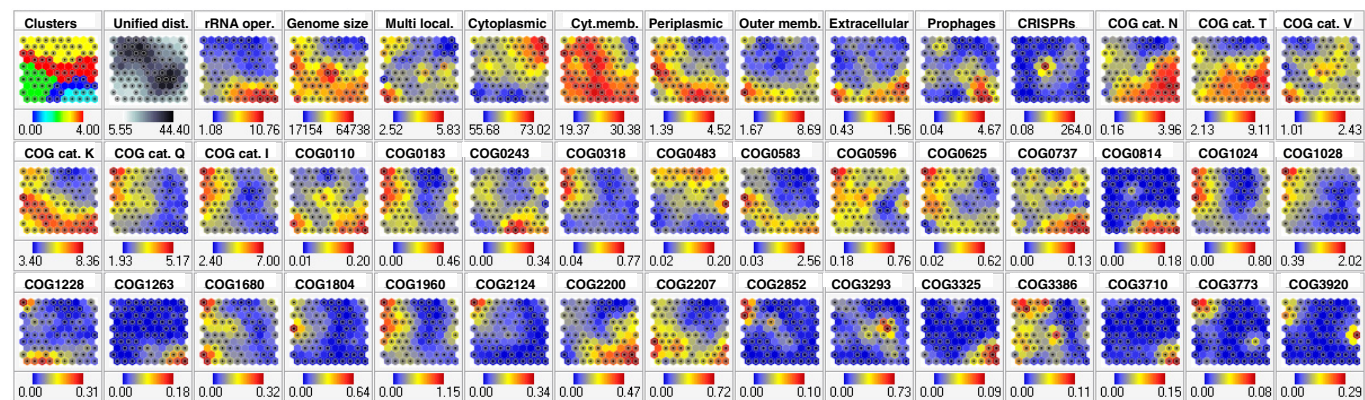 Clusters Unified dist. rRNA oper. Genome size Multi local. Cytoplasmic Cyt.memb. Periplasmic Outer memb. Extracellular Prophages CRISPRs COG cat. N COG cat. T COG cat. V
0.00 4.00 5.55 44.40 1.08 10.76 17154 64738 2.52 5.83 55.68 73.02 19.37 30.38 1.39 4.52 1.67 8.69 0.43 1.56 0.04 4.67 0.08 264.0 0.16 3.96 2.13 9.11 1.01 2.43
COG cat. K COG cat. Q COG cat. I COG0110 COG0183 COG0243 COG0318 COG0483 COG0583 COG0596 COG0625 COG0737 COG0814 COG1024 COG1028
3.40 8.36 1.93 5.17 2.40 7.00 0.01 0.20 0.00 0.46 0.00 0.34 0.04 0.77 0.02 0.20 0.03 2.56 0.18 0.76 0.02 0.62 0.00 0.13 0.00 0.18 0.00 0.80 0.39 2.02
COG1228 COG1263 COG1680 COG1804 COG1960 COG2124 COG2200 COG2207 COG2852 COG3293 COG3325 COG3386 COG3710 COG3773 COG3920
0.00 0.31 0.00 0.18 0.00 0.32 0.00 0.64 0.00 1.15 0.00 0.34 0.00 0.47 0.00 0.72 0.00 0.10 0.00 0.73 0.00 0.09 0.00 0.11 0.00 0.15 0.00 0.08 0.00 0.29